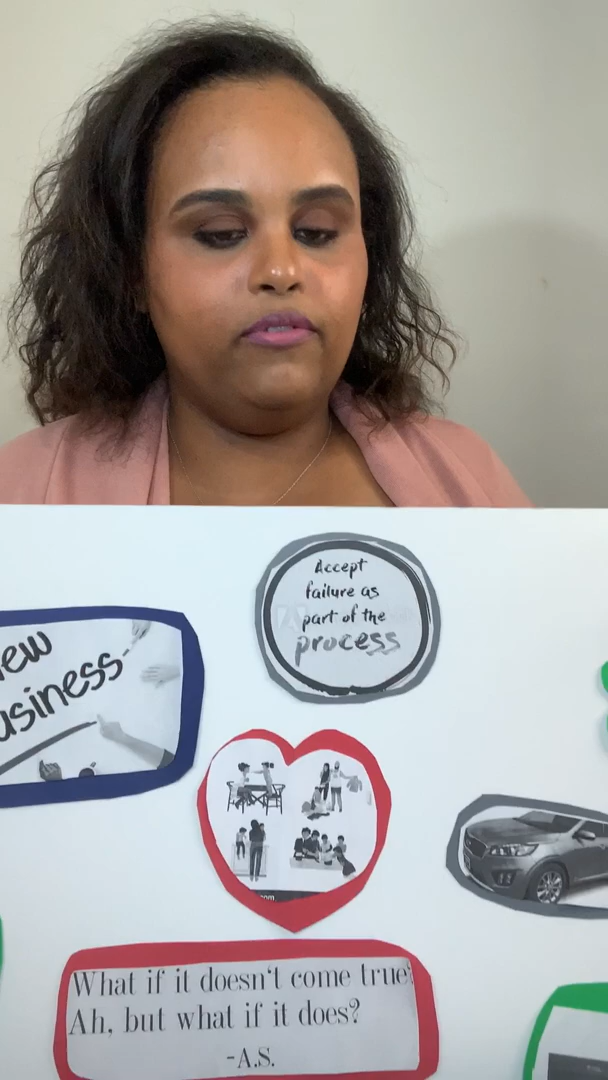 Accept
failure as
part of the
process
ew
usiness
.com
What if it doesn't come true?
Ah, but what if it does?
-A.S.